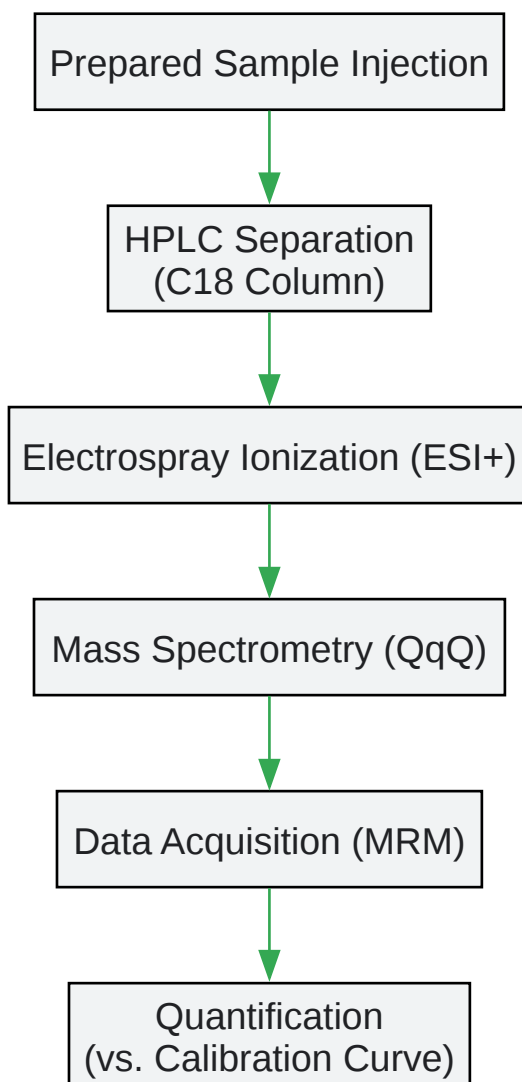 Prepared Sample Injection
HPLC Separation
(C18 Column)
Electrospray Ionization (ESI+)
Mass Spectrometry (QqQ)
Data Acquisition (MRM)
Quantification
(vs. Calibration Curve)